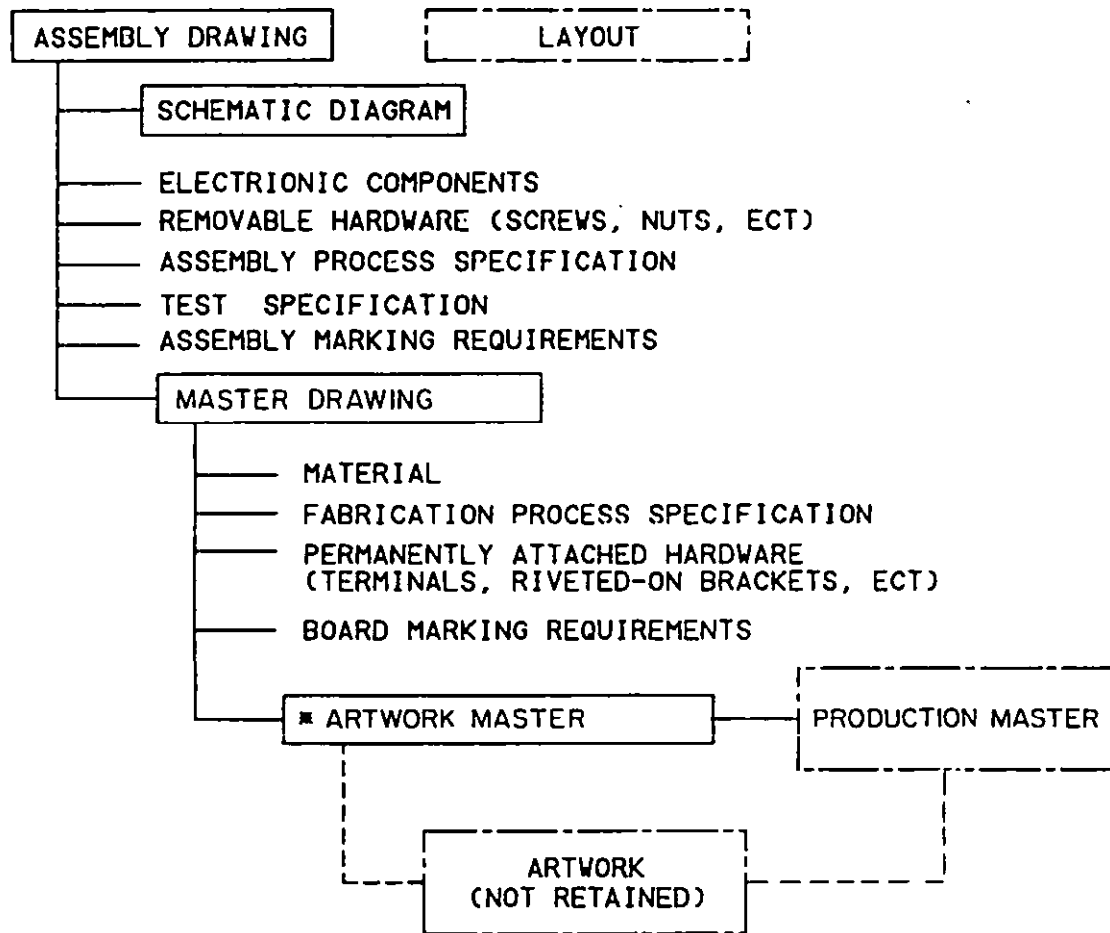 ASSEMBLY DRAWING
LAYOUT
SCHEMATIC DIAGRAM
ELECTRIONIC COMPONENTS
REMOVABLE HARDWARE (SCREWS, NUTS, ECT)
ASSEMBLY PROCESS SPECIFICATION
TEST SPECIFICATION
ASSEMBLY MARKING REQUIREMENTS
MASTER DRAWING
MATERIAL
FABRICATION PROCESS SPECIFICATION
PERMANENTLY ATTACHED HARDWARE
(TERMINALS, RIVETED-ON BRACKETS, ECT)
BOARD MARKING REQUIREMENTS
* ARTWORK MASTER
PRODUCTION MASTER
ARTWORK
(NOT RETAINED)